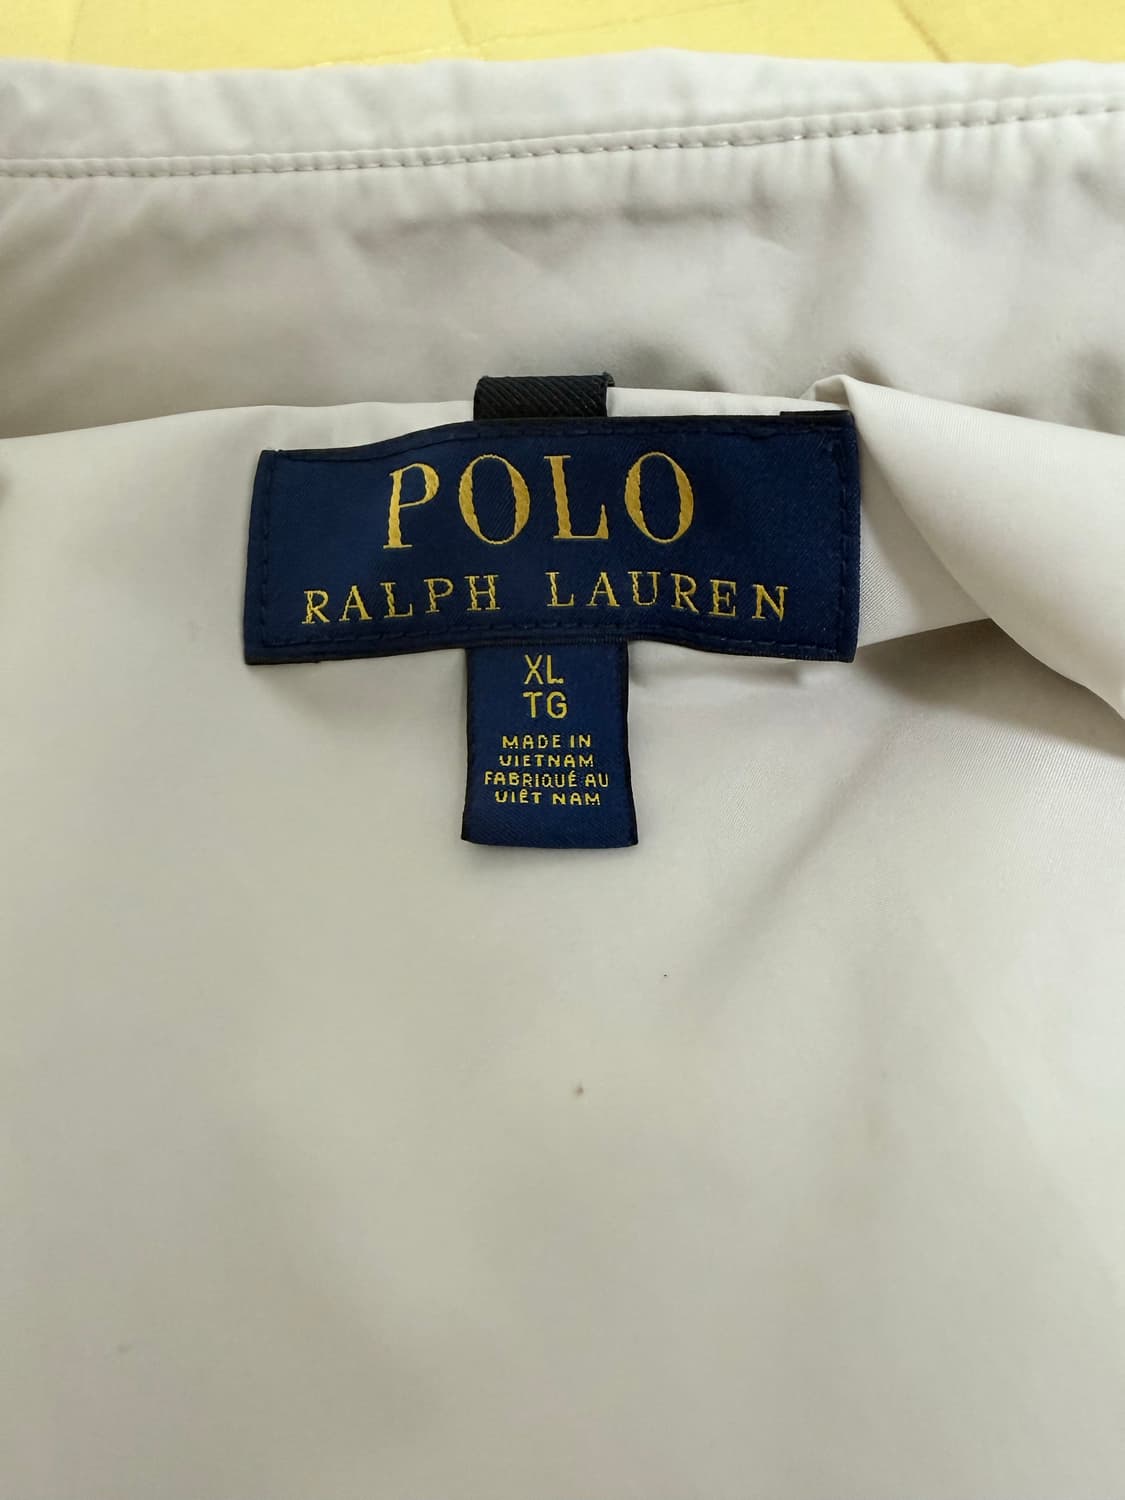 POLO
RALPH LAUREN
XL
TG
MADE IN
VIETNAM
FABRIQUÉ AU
VIÊT NAM